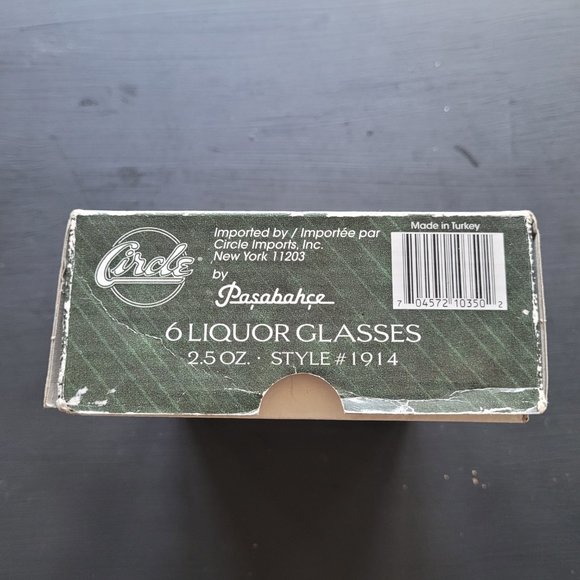 Circle®
Imported by / Importée par
Circle Imports, Inc.
New York 11203
by
Paşabahçe
Made in Turkey
7 04572 10350 2
6 LIQUOR GLASSES
2.5 OZ. · STYLE #1914